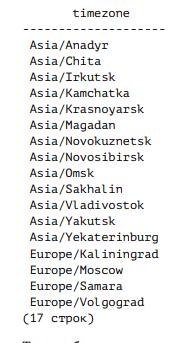 timezone
--------------------
Asia/Anadyr
Asia/Chita
Asia/Irkutsk
Asia/Kamchatka
Asia/Krasnoyarsk
Asia/Magadan
Asia/Novokuznetsk
Asia/Novosibirsk
Asia/Omsk
Asia/Sakhalin
Asia/Vladivostok
Asia/Yakutsk
Asia/Yekaterinburg
Europe/Kaliningrad
Europe/Moscow
Europe/Samara
Europe/Volgograd
(17 строк)